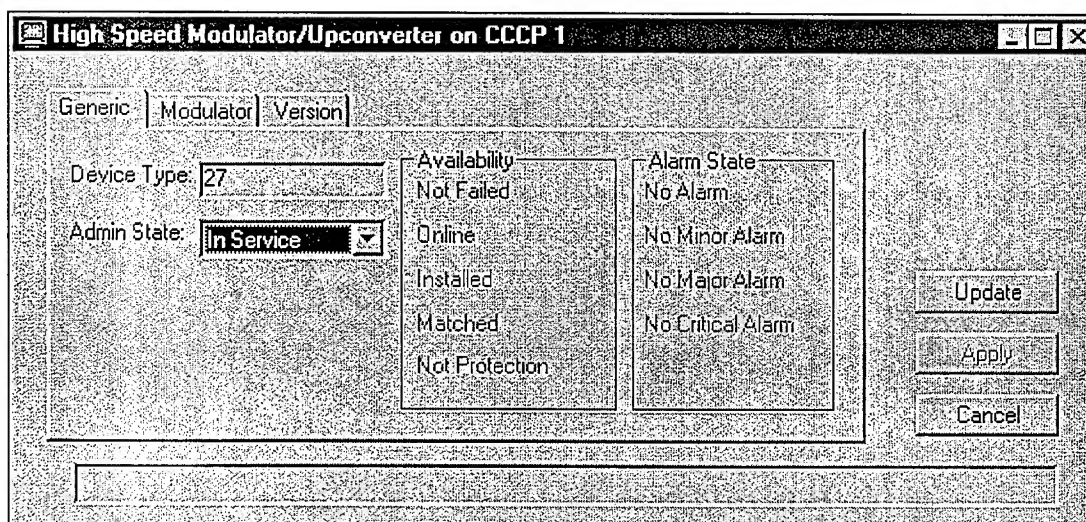 High Speed Modulator/Upconverter on CCCP 1
Generic Modulator Version
Device Type: 27
Admin State: In Service
Availability
Not Failed
Online
Installed
Matched
Not Protection
Alarm State
No Alarm
No Minor Alarm
No Major Alarm
No Critical Alarm
Update
Apply
Cancel